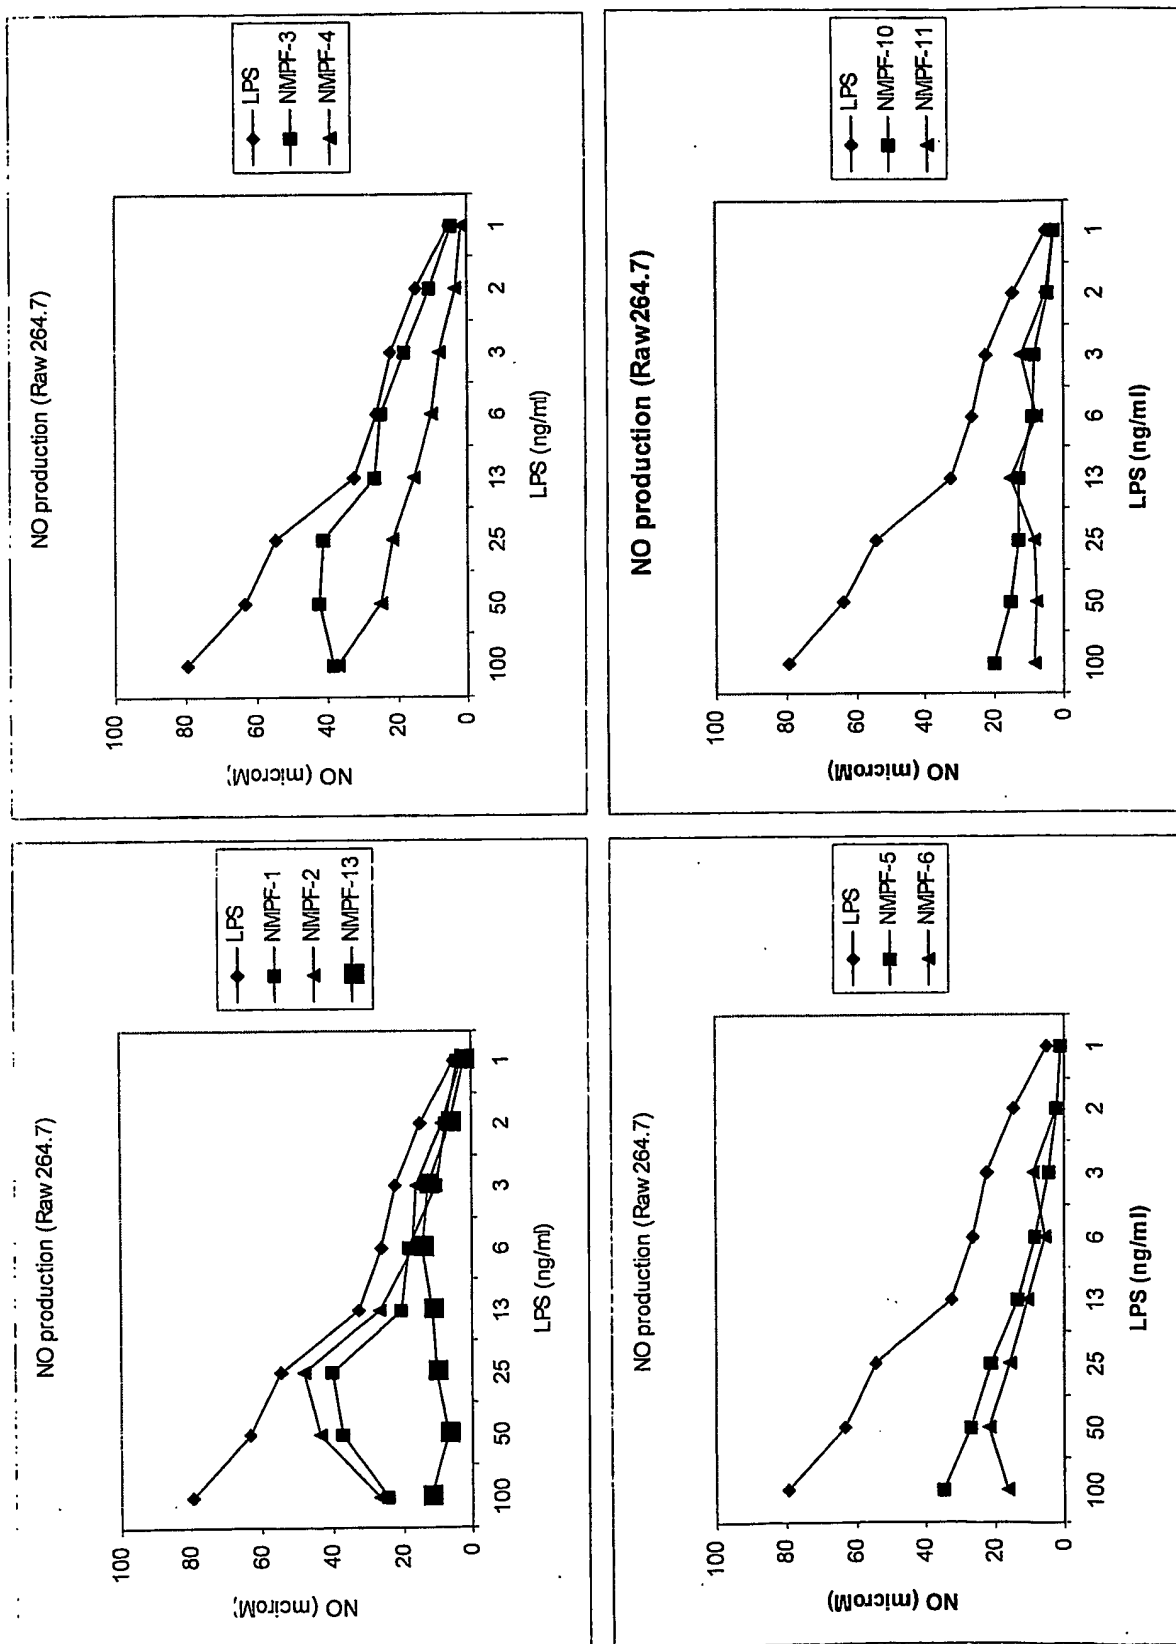 NO production (Raw 264.7)
NO (mciroM)
100
80
60
40
20
0
100 50 25 13 6 3 2 1
LPS (ng/ml)
LPS
NMPF-1
NMPF-2
NMPF-13
NO production (Raw 264.7)
NO (microM)
100
80
60
40
20
0
100 50 25 13 6 3 2 1
LPS (ng/ml)
LPS
NMPF-3
NMPF-4
NO production (Raw 264.7)
NO (microM)
100
80
60
40
20
0
100 50 25 13 6 3 2 1
LPS (ng/ml)
LPS
NMPF-5
NMPF-6
NO production (Raw264.7)
NO (microM)
100
80
60
40
20
0
100 50 25 13 6 3 2 1
LPS (ng/ml)
LPS
NMPF-10
NMPF-11